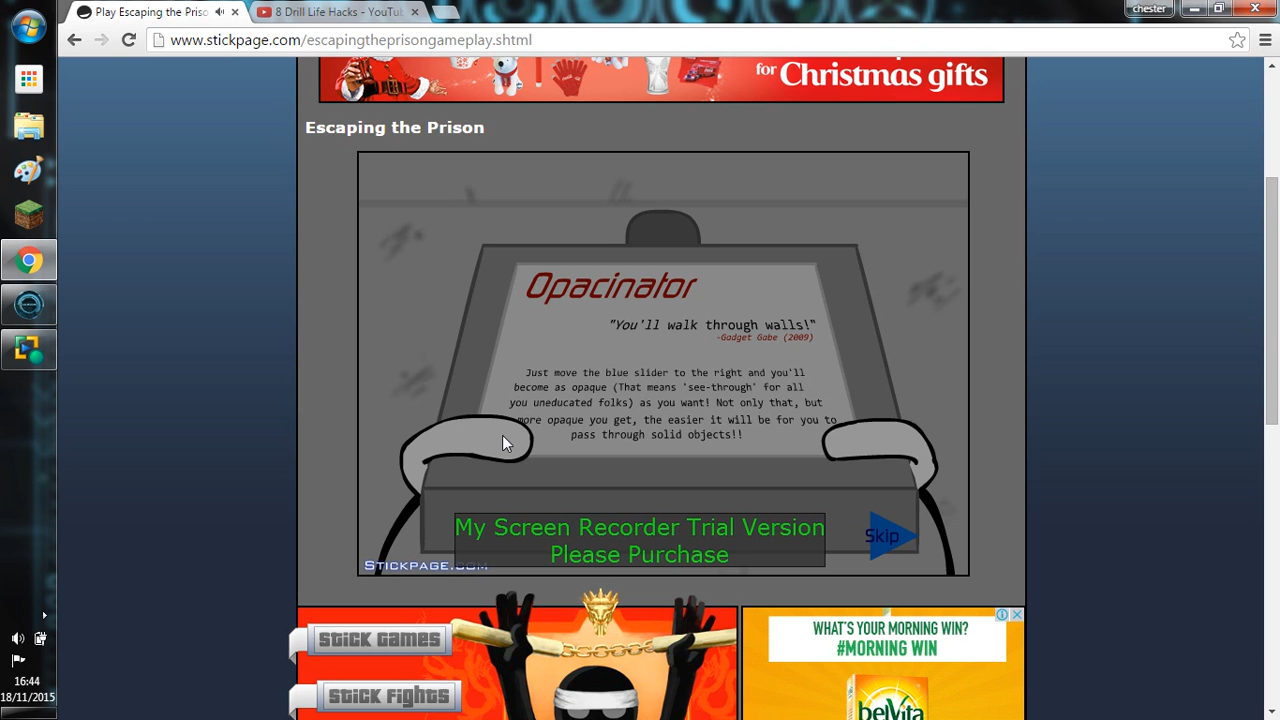 Play Escaping the Priso
8 Drill Life Hacks - YouTu
chester
www.stickpage.com/escapingtheprisongameplay.shtml
for Christmas gifts
Escaping the Prison
Opacinator
"You'll walk through walls!"
-Gadget Gabe (2009)
Just move the blue slider to the right and you'll
become as opaque (That means 'see-through' for all
you uneducated folks) as you want! Not only that, but
more opaque you get, the easier it will be for you to
pass through solid objects!!
My Screen Recorder Trial Version
Please Purchase
Skip
STICKPAGE.COM
STICK GAMES
STICK FIGHTS
WHAT'S YOUR MORNING WIN?
#MORNING WIN
belVita
16:44
18/11/2015